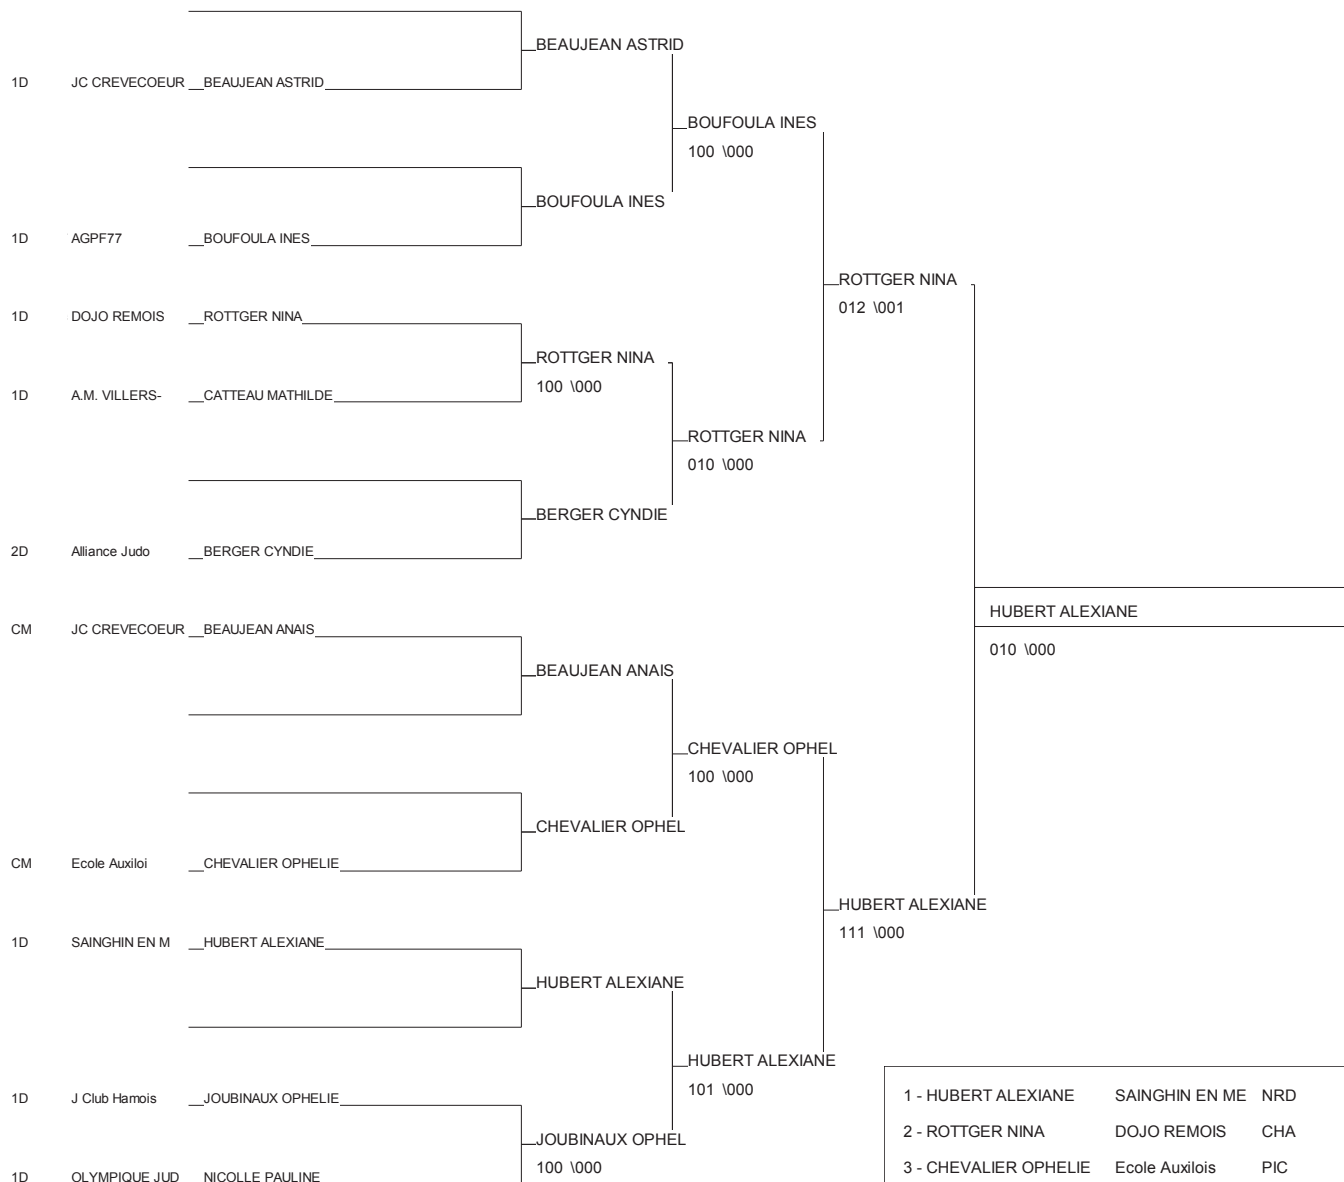 BEAUJEAN ASTRID
1D JC CREVECOEUR BEAUJEAN ASTRID
BOUFOULA INES
100 \000
BOUFOULA INES
1D AGPF77 BOUFOULA INES
ROTTGER NINA
012 \001
1D DOJO REMOIS ROTTGER NINA
ROTTGER NINA
100 \000
1D A.M. VILLERS- CATTEAU MATHILDE
ROTTGER NINA
010 \000
BERGER CYNDIE
2D Alliance Judo BERGER CYNDIE
HUBERT ALEXIANE
010 \000
CM JC CREVECOEUR BEAUJEAN ANAIS
BEAUJEAN ANAIS
CHEVALIER OPHEL
100 \000
CHEVALIER OPHEL
CM Ecole Auxiloi CHEVALIER OPHELIE
HUBERT ALEXIANE
111 \000
1D SAINGHIN EN M HUBERT ALEXIANE
HUBERT ALEXIANE
HUBERT ALEXIANE
101 \000
1D J Club Hamois JOUBINAUX OPHELIE
JOUBINAUX OPHEL
100 \000
1D OLYMPIQUE JUD NICOLLE PAULINE
1 - HUBERT ALEXIANE SAINGHIN EN ME NRD
2 - ROTTGER NINA DOJO REMOIS CHA
3 - CHEVALIER OPHELIE Ecole Auxilois PIC